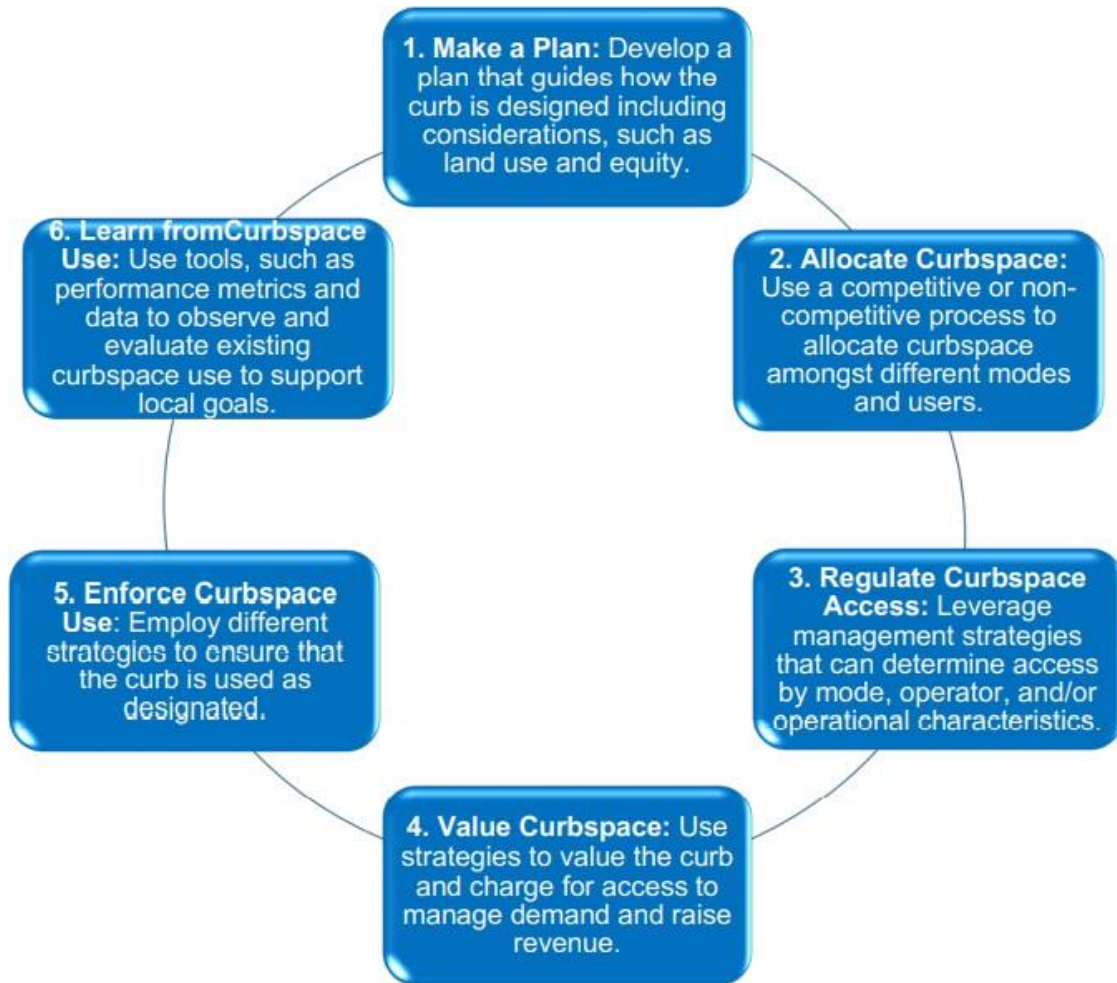 1. Make a Plan: Develop a
plan that guides how the
curb is designed including
considerations, such as
land use and equity.
2. Allocate Curbspace:
Use a competitive or non-
competitive process to
allocate curbspace
amongst different modes
and users.
3. Regulate Curbspace
Access: Leverage
management strategies
that can determine access
by mode, operator, and/or
operational characteristics.
4. Value Curbspace: Use
strategies to value the curb
and charge for access to
manage demand and raise
revenue.
5. Enforce Curbspace
Use: Employ different
strategies to ensure that
the curb is used as
designated.
6. Learn fromCurbspace
Use: Use tools, such as
performance metrics and
data to observe and
evaluate existing
curbspace use to support
local goals.